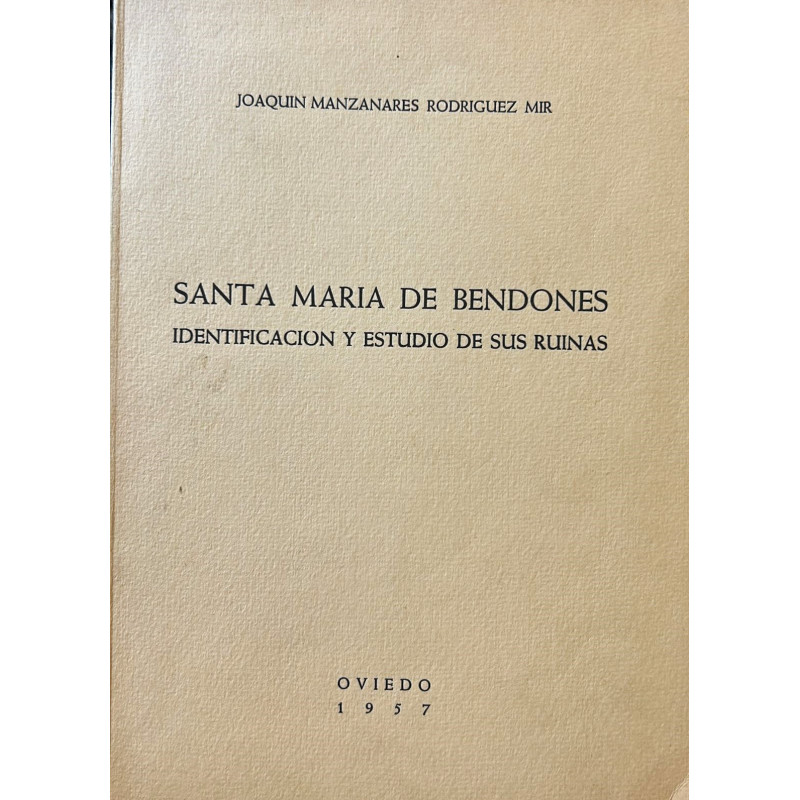 JOAQUIN MANZANARES RODRIGUEZ MIR
SANTA MARIA DE BENDONES
IDENTIFICACION Y ESTUDIO DE SUS RUINAS
OVIEDO
1957